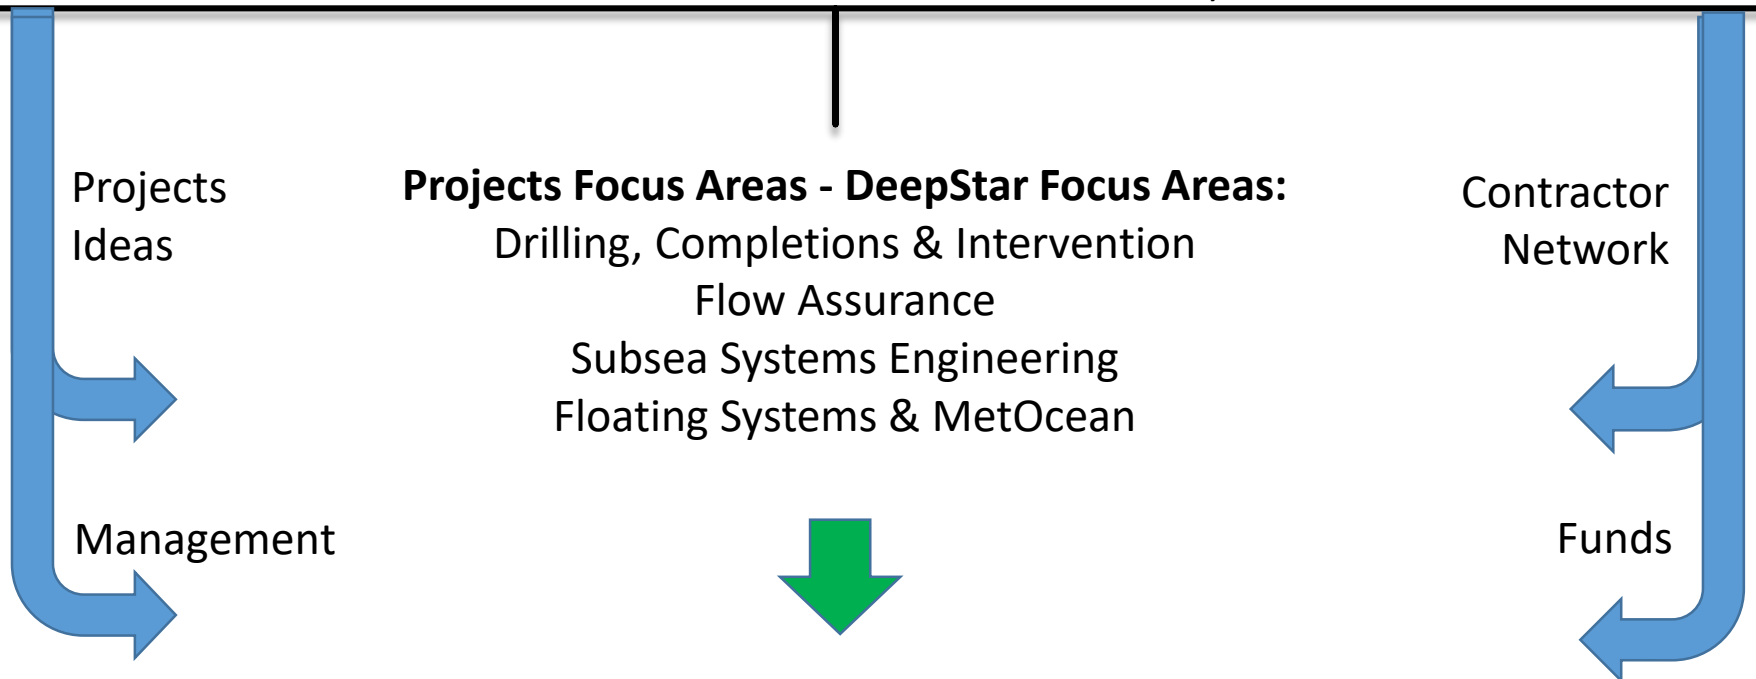 Projects
Ideas
Projects Focus Areas - DeepStar Focus Areas:
Drilling, Completions & Intervention
Flow Assurance
Subsea Systems Engineering
Floating Systems & MetOcean
Contractor
Network
Management
Funds